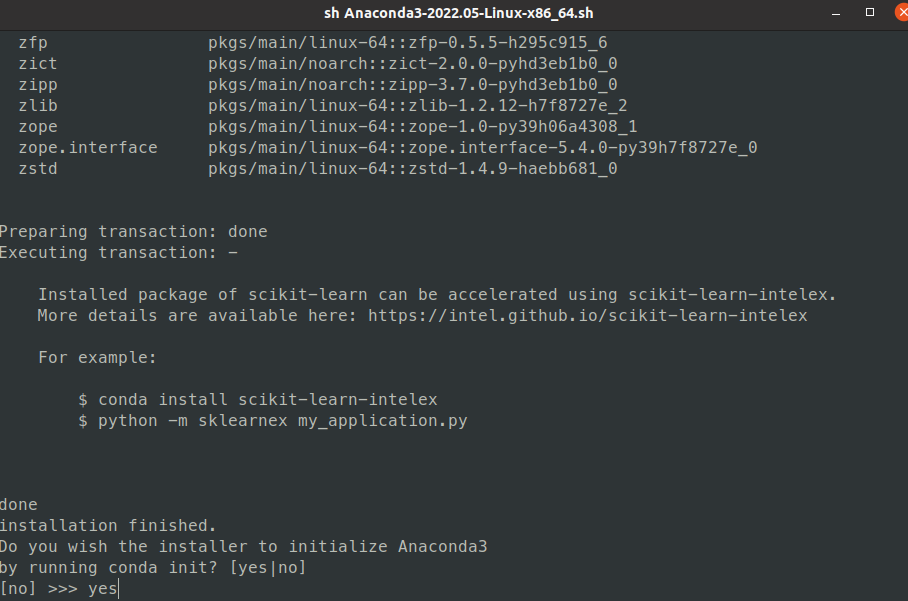 sh Anaconda3-2022.05-Linux-x86_64.sh
zfp pkgs/main/linux-64::zfp-0.5.5-h295c915_6
zict pkgs/main/noarch::zict-2.0.0-pyhd3eb1b0_0
zipp pkgs/main/noarch::zipp-3.7.0-pyhd3eb1b0_0
zlib pkgs/main/linux-64::zlib-1.2.12-h7f8727e_2
zope pkgs/main/linux-64::zope-1.0-py39h06a4308_1
zope.interface pkgs/main/linux-64::zope.interface-5.4.0-py39h7f8727e_0
zstd pkgs/main/linux-64::zstd-1.4.9-haebb681_0
Preparing transaction: done
Executing transaction: -
Installed package of scikit-learn can be accelerated using scikit-learn-intelex.
More details are available here: https://intel.github.io/scikit-learn-intelex
For example:
$ conda install scikit-learn-intelex
$ python -m sklearnex my_application.py
done
installation finished.
Do you wish the installer to initialize Anaconda3
by running conda init? [yes|no]
[no] >>> yes